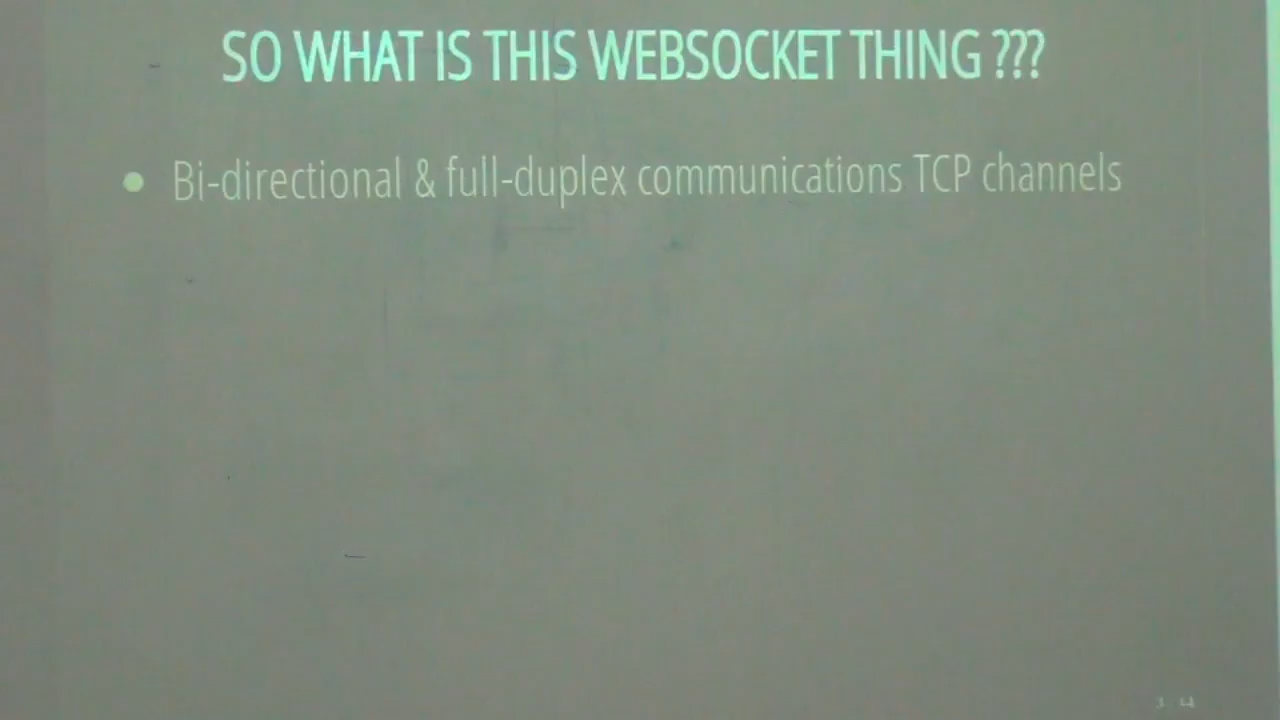 SO WHAT IS THIS WEBSOCKET THING ???
Bi-directional & full-duplex communications TCP channels